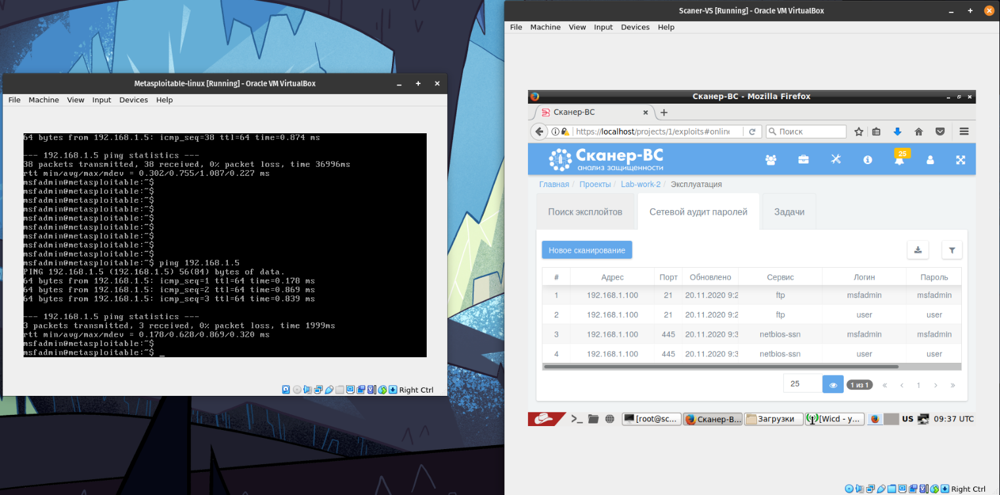 Scaner-VS [Running] - Oracle VM VirtualBox
File Machine View Input Devices Help
Metasploitable-linux [Running] - Oracle VM VirtualBox
File Machine View Input Devices Help
64 bytes from 192.168.1.5: icmp_seq=38 ttl=64 time=0.874 ms
--- 192.168.1.5 ping statistics ---
38 packets transmitted, 38 received, 0% packet loss, time 36996ms
rtt min/avg/max/mdev = 0.302/0.755/1.087/0.227 ms
msfadmin@metasploitable:~$
msfadmin@metasploitable:~$
msfadmin@metasploitable:~$
msfadmin@metasploitable:~$
msfadmin@metasploitable:~$
msfadmin@metasploitable:~$
msfadmin@metasploitable:~$
msfadmin@metasploitable:~$
msfadmin@metasploitable:~$
msfadmin@metasploitable:~$ ping 192.168.1.5
PING 192.168.1.5 (192.168.1.5) 56(84) bytes of data.
64 bytes from 192.168.1.5: icmp_seq=1 ttl=64 time=0.178 ms
64 bytes from 192.168.1.5: icmp_seq=2 ttl=64 time=0.869 ms
64 bytes from 192.168.1.5: icmp_seq=3 ttl=64 time=0.839 ms
--- 192.168.1.5 ping statistics ---
3 packets transmitted, 3 received, 0% packet loss, time 1999ms
rtt min/avg/max/mdev = 0.178/0.628/0.869/0.320 ms
msfadmin@metasploitable:~$
msfadmin@metasploitable:~$ _
Right Ctrl
Сканер-ВС - Mozilla Firefox
Сканер-ВС
https://localhost/projects/1/exploits#online
Поиск
Сканер-ВС
анализ защищенности
25
Главная / Проекты / Lab-work-2 / Эксплуатация
Поиск эксплойтов Сетевой аудит паролей Задачи
Новое сканирование
# Адрес Порт Обновлено Сервис Логин Пароль
1 192.168.1.100 21 20.11.2020 9:2 ftp msfadmin msfadmin
2 192.168.1.100 21 20.11.2020 9:2 ftp user user
3 192.168.1.100 445 20.11.2020 9:3 netbios-ssn msfadmin msfadmin
4 192.168.1.100 445 20.11.2020 9:3 netbios-ssn user user
25 1 из 1 « ‹ 1 › »
[root@sc... Сканер-В... Загрузки [Wicd - у... US 09:37 UTC
Right Ctrl